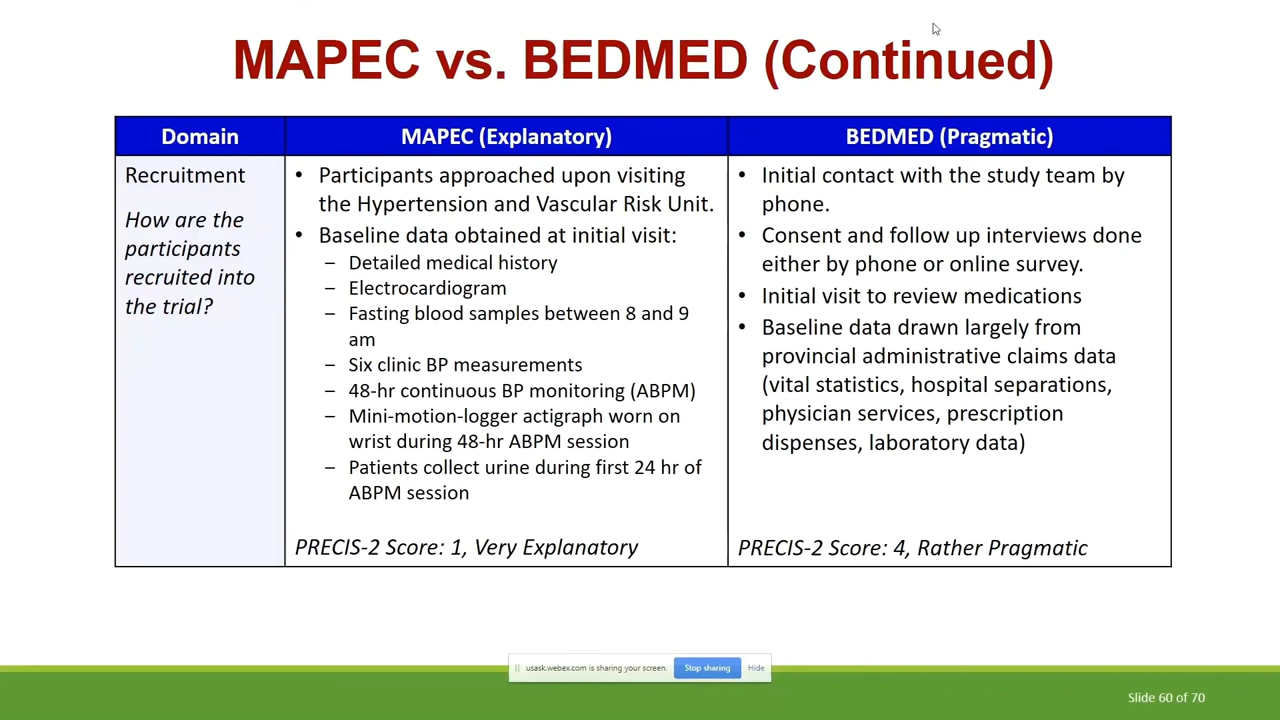 MAPEC vs. BEDMED (Continued)
Domain
MAPEC (Explanatory)
BEDMED (Pragmatic)
Recruitment
How are the
participants
recruited into
the trial?
• Participants approached upon visiting
the Hypertension and Vascular Risk Unit.
• Baseline data obtained at initial visit:
– Detailed medical history
– Electrocardiogram
– Fasting blood samples between 8 and 9
am
– Six clinic BP measurements
– 48-hr continuous BP monitoring (ABPM)
– Mini-motion-logger actigraph worn on
wrist during 48-hr ABPM session
– Patients collect urine during first 24 hr of
ABPM session
PRECIS-2 Score: 1, Very Explanatory
• Initial contact with the study team by
phone.
• Consent and follow up interviews done
either by phone or online survey.
• Initial visit to review medications
• Baseline data drawn largely from
provincial administrative claims data
(vital statistics, hospital separations,
physician services, prescription
dispenses, laboratory data)
PRECIS-2 Score: 4, Rather Pragmatic
usask.webex.com is sharing your screen.
Stop sharing
Hide
Slide 60 of 70